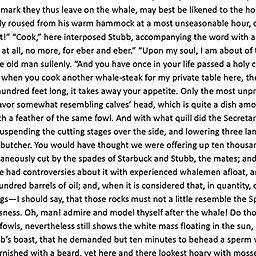 mark they thus leave on the whale, may best be likened to the ho
ly roused from his warm hammock at a most unseasonable hour,
t!” “Cook,” here interposed Stubb, accompanying the word with a
at all, no more, for eber and eber.” “Upon my soul, I am about of
e old man sullenly. “And you have once in your life passed a holy c
when you cook another whale-steak for my private table here, the
hundred feet long, it takes away your appetite. Only the most unpr
avor somewhat resembling calves’ head, which is quite a dish amo
h a feather of the same fowl. And with what quill did the Secretar
uspending the cutting stages over the side, and lowering three lan
butcher. You would have thought we were offering up ten thousan
aneously cut by the spades of Starbuck and Stubb, the mates; and
e had controversies about it with experienced whalemen afloat, an
undred barrels of oil; and, when it is considered that, in quantity,
gs—I should say, that those rocks must not a little resemble the Sp
sness. Oh, man! admire and model thyself after the whale! Do tho
fowls, nevertheless still shows the white mass floating in the sun,
b’s boast, that he demanded but ten minutes to behead a sperm w
rnished with a beard, yet here and there lookest hoary with mosse